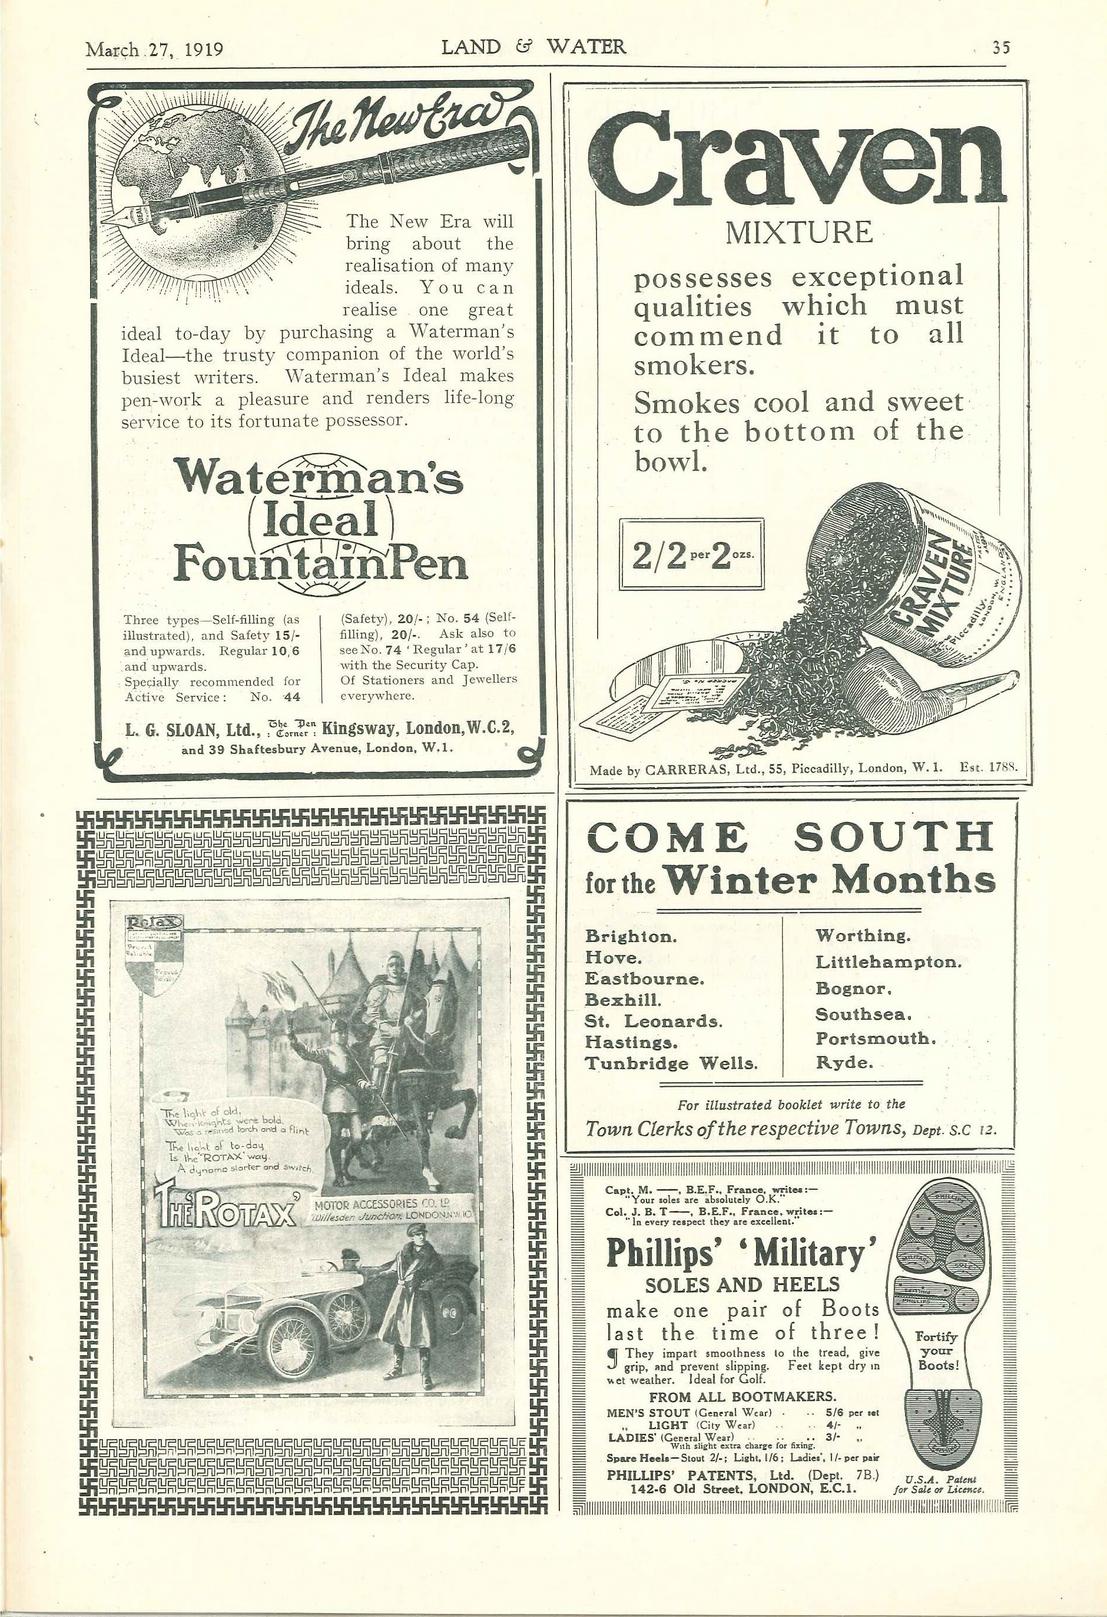 March 27, 1919
LAND & WATER
35
The New Era
IDEAL
The New Era will
bring about the
realisation of many
ideals. You can
realise one great
ideal to-day by purchasing a Waterman's
Ideal—the trusty companion of the world's
busiest writers. Waterman's Ideal makes
pen-work a pleasure and renders life-long
service to its fortunate possessor.
Waterman's
Ideal
FountainPen
Three types—Self-filling (as
illustrated), and Safety 15/-
and upwards. Regular 10,6
and upwards.
Specially recommended for
Active Service: No. 44
(Safety), 20/-; No. 54 (Self-
filling), 20/-. Ask also to
see No. 74 'Regular' at 17/6
with the Security Cap.
Of Stationers and Jewellers
everywhere.
L. G. SLOAN, Ltd., The Pen Corner: Kingsway, London, W.C.2,
and 39 Shaftesbury Avenue, London, W.1.
Craven
MIXTURE
possesses exceptional
qualities which must
commend it to all
smokers.
Smokes cool and sweet
to the bottom of the
bowl.
2/2 per 2 ozs.
CRAVEN
MIXTURE
Piccadilly.
LONDON, W.
ENGLAND
Made by CARRERAS, Ltd., 55, Piccadilly, London, W. 1. Est. 1788.
Rotax
The light of old,
When knights were bold,
Was a resined torch and a flint
The light of to-day
Is the "ROTAX" way.
A dynamo starter and switch.
THE 'ROTAX'
MOTOR ACCESSORIES CO. LD.
Willesden Junction. LONDON.N.W.10.
COME SOUTH
for the Winter Months
Brighton.
Hove.
Eastbourne.
Bexhill.
St. Leonards.
Hastings.
Tunbridge Wells.
Worthing.
Littlehampton.
Bognor.
Southsea.
Portsmouth.
Ryde.
For illustrated booklet write to the
Town Clerks of the respective Towns, Dept. S.C 12.
Capt. M. —, B.E.F., France, writes:—
"Your soles are absolutely O.K."
Col. J. B. T—, B.E.F., France, writes:—
"In every respect they are excellent."
Phillips' 'Military'
SOLES AND HEELS
make one pair of Boots
last the time of three!
¶ They impart smoothness to the tread, give
grip, and prevent slipping. Feet kept dry in
wet weather. Ideal for Golf.
FROM ALL BOOTMAKERS.
MEN'S STOUT (General Wear) . .. 5/6 per set
„ LIGHT (City Wear) .. .. 4/- „
LADIES' (General Wear) .. .. .. 3/- „
With slight extra charge for fixing.
Spare Heels—Stout 2/-; Light, 1/6; Ladies', 1/- per pair
PHILLIPS' PATENTS, Ltd. (Dept. 7B.)
142-6 Old Street, LONDON, E.C.1.
PHILLIPS
MILITARY
SOLE
PHILLIPS
PHILLIPS
Fortify
your
Boots!
U.S.A. Patent
for Sale or Licence.